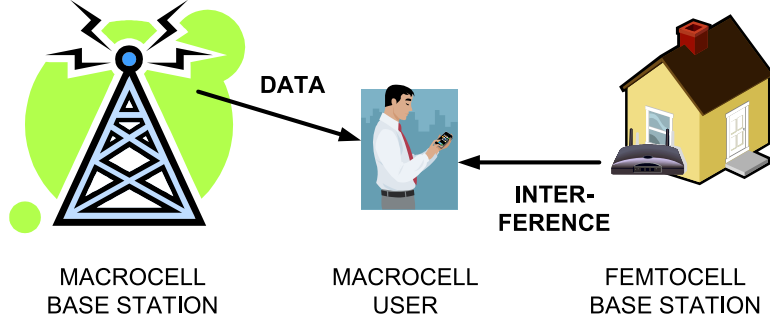 DATA
INTER-
FERENCE
MACROCELL
BASE STATION
MACROCELL
USER
FEMTOCELL
BASE STATION